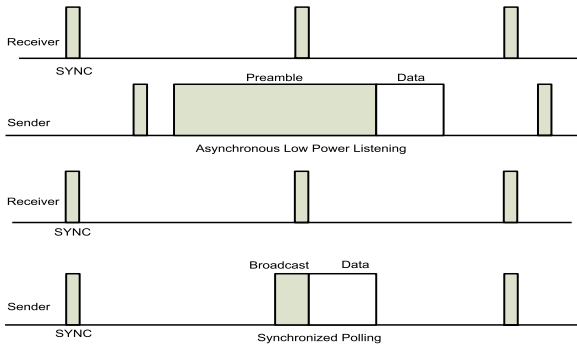 Receiver
SYNC
Preamble
Data
Sender
Asynchronous Low Power Listening
Receiver
SYNC
Broadcast
Data
Sender
SYNC
Synchronized Polling